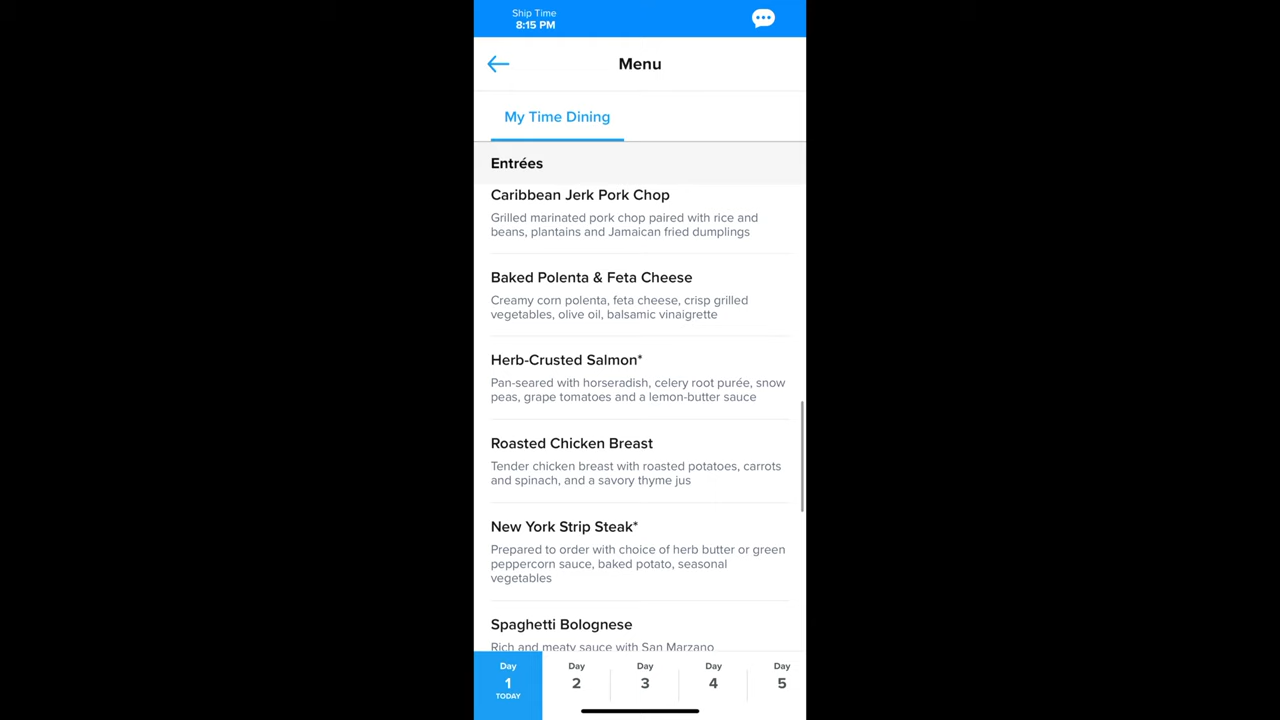 Ship Time
8:15 PM
Menu
My Time Dining
Entrées
Caribbean Jerk Pork Chop
Grilled marinated pork chop paired with rice and
beans, plantains and Jamaican fried dumplings
Baked Polenta & Feta Cheese
Creamy corn polenta, feta cheese, crisp grilled
vegetables, olive oil, balsamic vinaigrette
Herb-Crusted Salmon*
Pan-seared with horseradish, celery root purée, snow
peas, grape tomatoes and a lemon-butter sauce
Roasted Chicken Breast
Tender chicken breast with roasted potatoes, carrots
and spinach, and a savory thyme jus
New York Strip Steak*
Prepared to order with choice of herb butter or green
peppercorn sauce, baked potato, seasonal
vegetables
Spaghetti Bolognese
Rich and meaty sauce with San Marzano
Day Day Day Day Day
1 2 3 4 5
TODAY